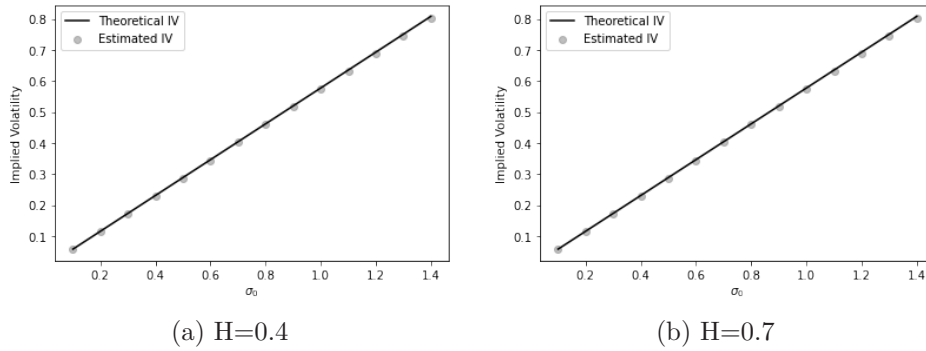 Theoretical IV
Estimated IV
0.8
0.7
0.6
0.5
0.4
0.3
0.2
0.1
Implied Volatility
0.2 0.4 0.6 0.8 1.0 1.2 1.4
σ₀
(a) H=0.4
Theoretical IV
Estimated IV
0.8
0.7
0.6
0.5
0.4
0.3
0.2
0.1
Implied Volatility
0.2 0.4 0.6 0.8 1.0 1.2 1.4
σ₀
(b) H=0.7